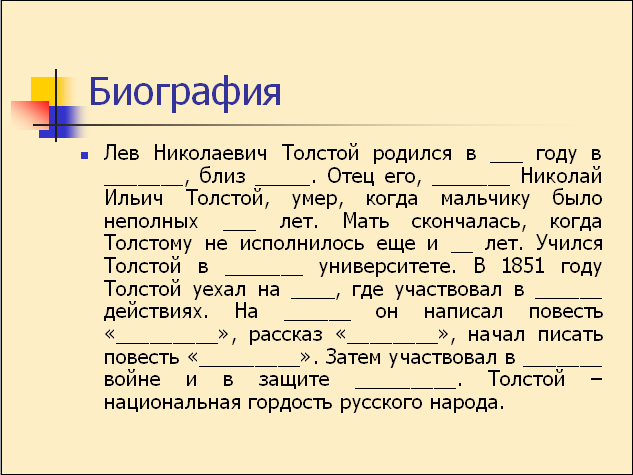 Биография
Лев Николаевич Толстой родился в ___ году в
_______, близ _____. Отец его, _______ Николай
Ильич Толстой, умер, когда мальчику было
неполных ___ лет. Мать скончалась, когда
Толстому не исполнилось еще и __ лет. Учился
Толстой в _______ университете. В 1851 году
Толстой уехал на ____, где участвовал в ______
действиях. На ______ он написал повесть
«_________», рассказ «________», начал писать
повесть «_________». Затем участвовал в _______
войне и в защите _________. Толстой –
национальная гордость русского народа.